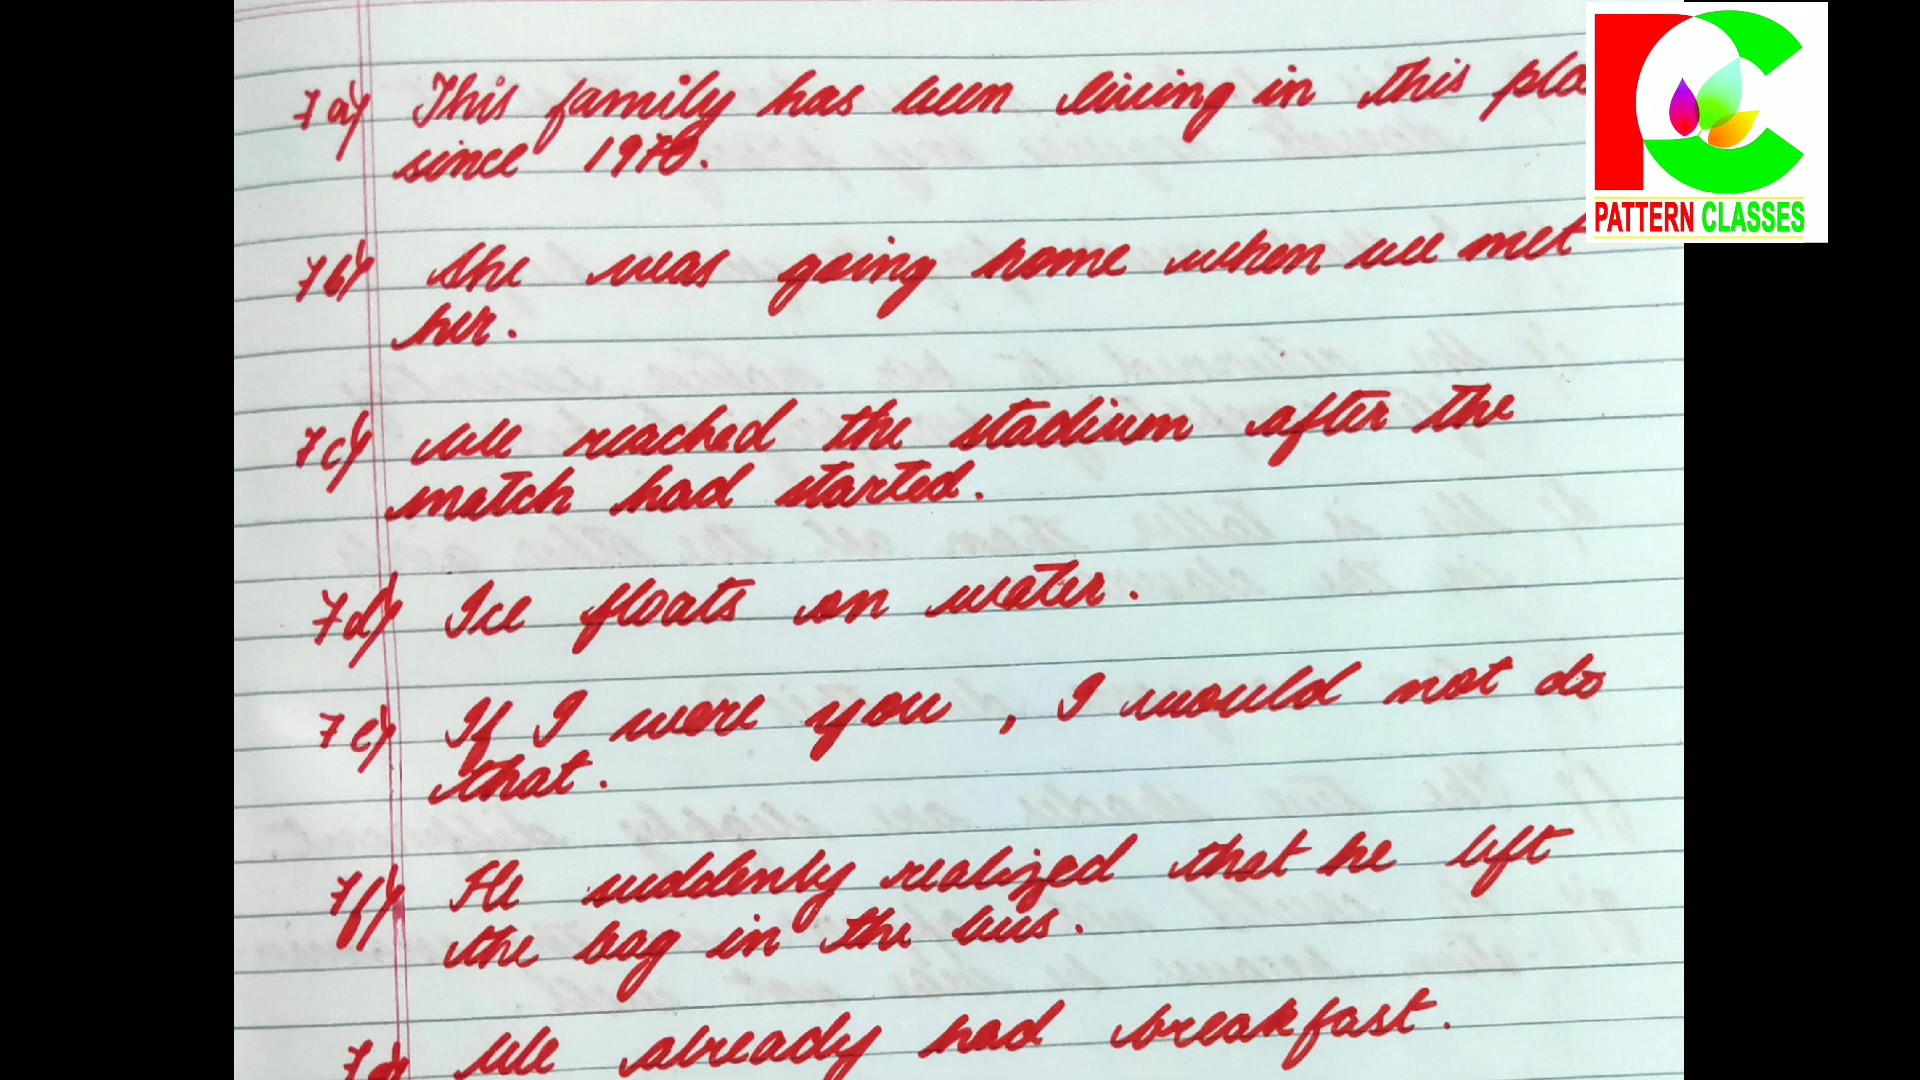 7a) This family has been living in this pla
since 1970.
7b) She was going home when we met
her.
7c) We reached the stadium after the
match had started.
7d) Ice floats on water.
7e) If I were you, I would not do
that.
7f) He suddenly realized that he left
the bag in the bus.
7g) We already had breakfast.
PATTERN CLASSES